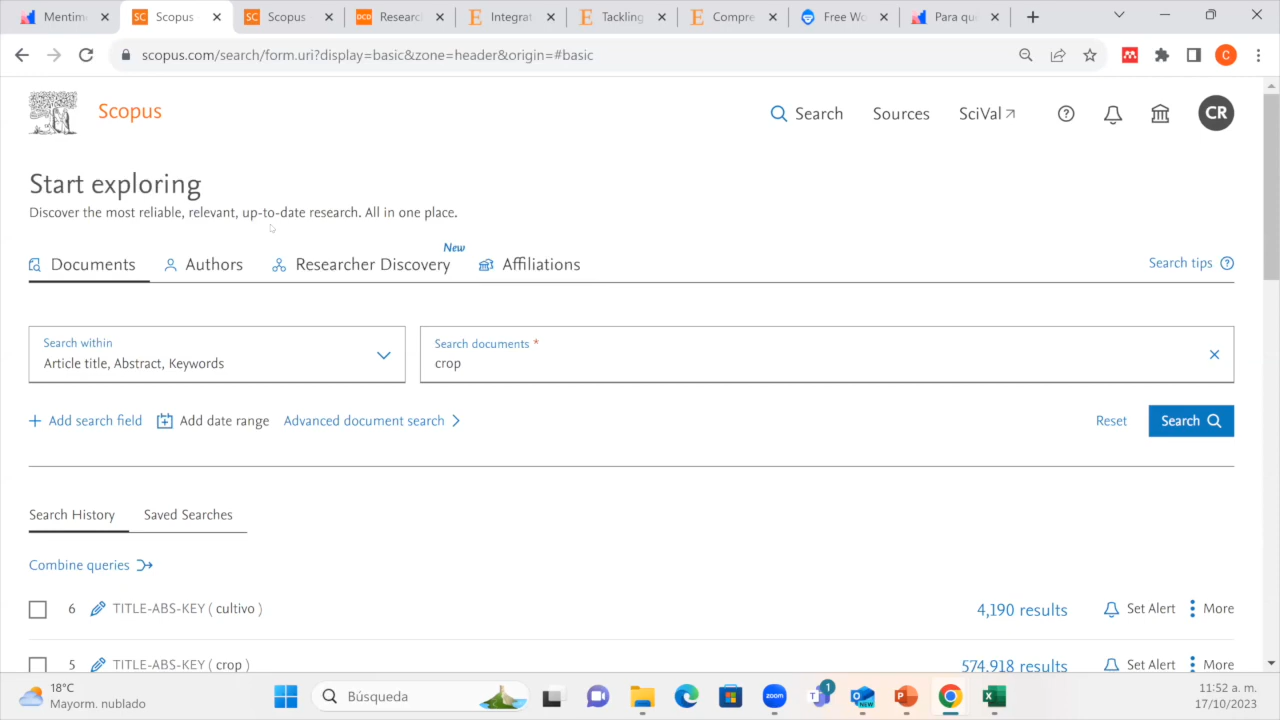 Mentime
Scopus
Scopus
DCD Researc
Integrat
Tackling
Compre
Free Wo
Para qu
scopus.com/search/form.uri?display=basic&zone=header&origin=#basic
C
Scopus
Search
Sources
SciVal
CR
Start exploring
Discover the most reliable, relevant, up-to-date research. All in one place.
New
Documents
Authors
Researcher Discovery
Affiliations
Search tips
Search within
Article title, Abstract, Keywords
Search documents *
crop
Add search field
Add date range
Advanced document search
Reset
Search
Search History
Saved Searches
Combine queries
6 TITLE-ABS-KEY ( cultivo ) 4,190 results Set Alert More
5 TITLE-ABS-KEY ( crop ) 574,918 results Set Alert More
18°C
Mayorm. nublado
Búsqueda
11:52 a. m.
17/10/2023